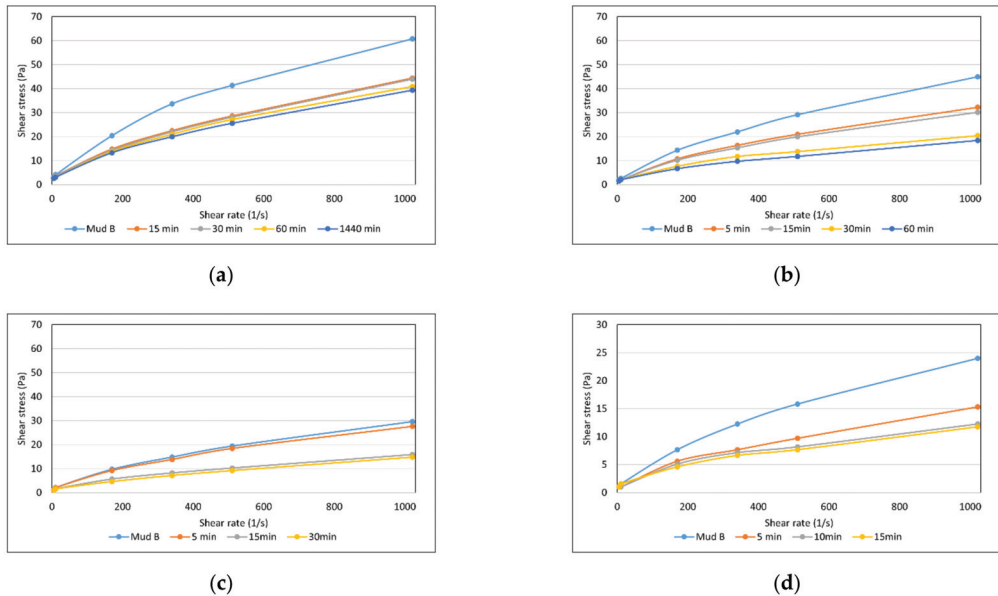 70
60
50
40
30
20
10
0
Shear stress (Pa)
0 200 400 600 800 1000
Shear rate (1/s)
Mud B 15 min 30 min 60 min 1440 min
(a)
70
60
50
40
30
20
10
0
Shear stress (Pa)
0 200 400 600 800 1000
Shear rate (1/s)
Mud B 5 min 15min 30min 60 min
(b)
70
60
50
40
30
20
10
0
Shear stress (Pa)
0 200 400 600 800 1000
Shear rate (1/s)
Mud B 5 min 15min 30min
(c)
30
25
20
15
10
5
0
Shear stress (Pa)
0 200 400 600 800 1000
Shear rate (1/s)
Mud B 5 min 10min 15min
(d)